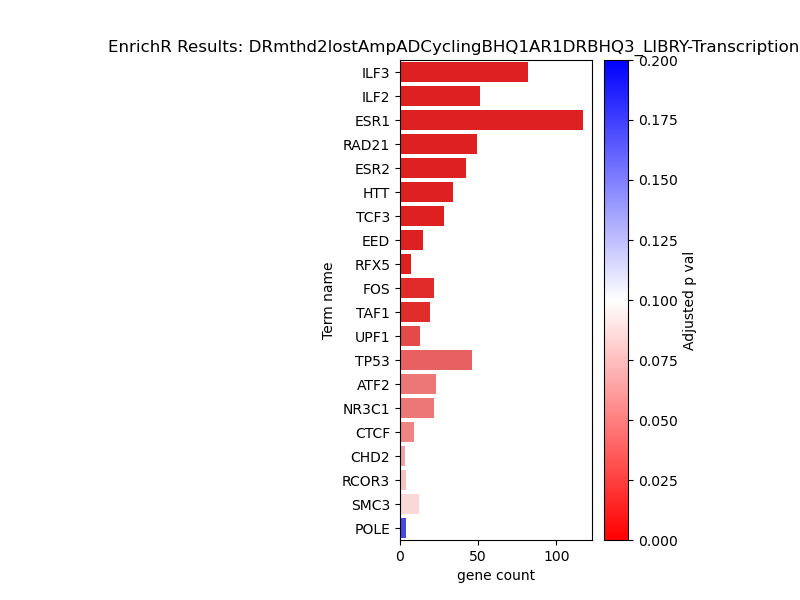 EnrichR Results: DRmthd2lostAmpADCyclingBHQ1AR1DRBHQ3_LIBRY-Transcription
ILF3
ILF2
ESR1
RAD21
ESR2
HTT
TCF3
EED
RFX5
FOS
TAF1
UPF1
TP53
ATF2
NR3C1
CTCF
CHD2
RCOR3
SMC3
POLE
Term name
0
50
100
gene count
0.200
0.175
0.150
0.125
0.100
0.075
0.050
0.025
0.000
Adjusted p val